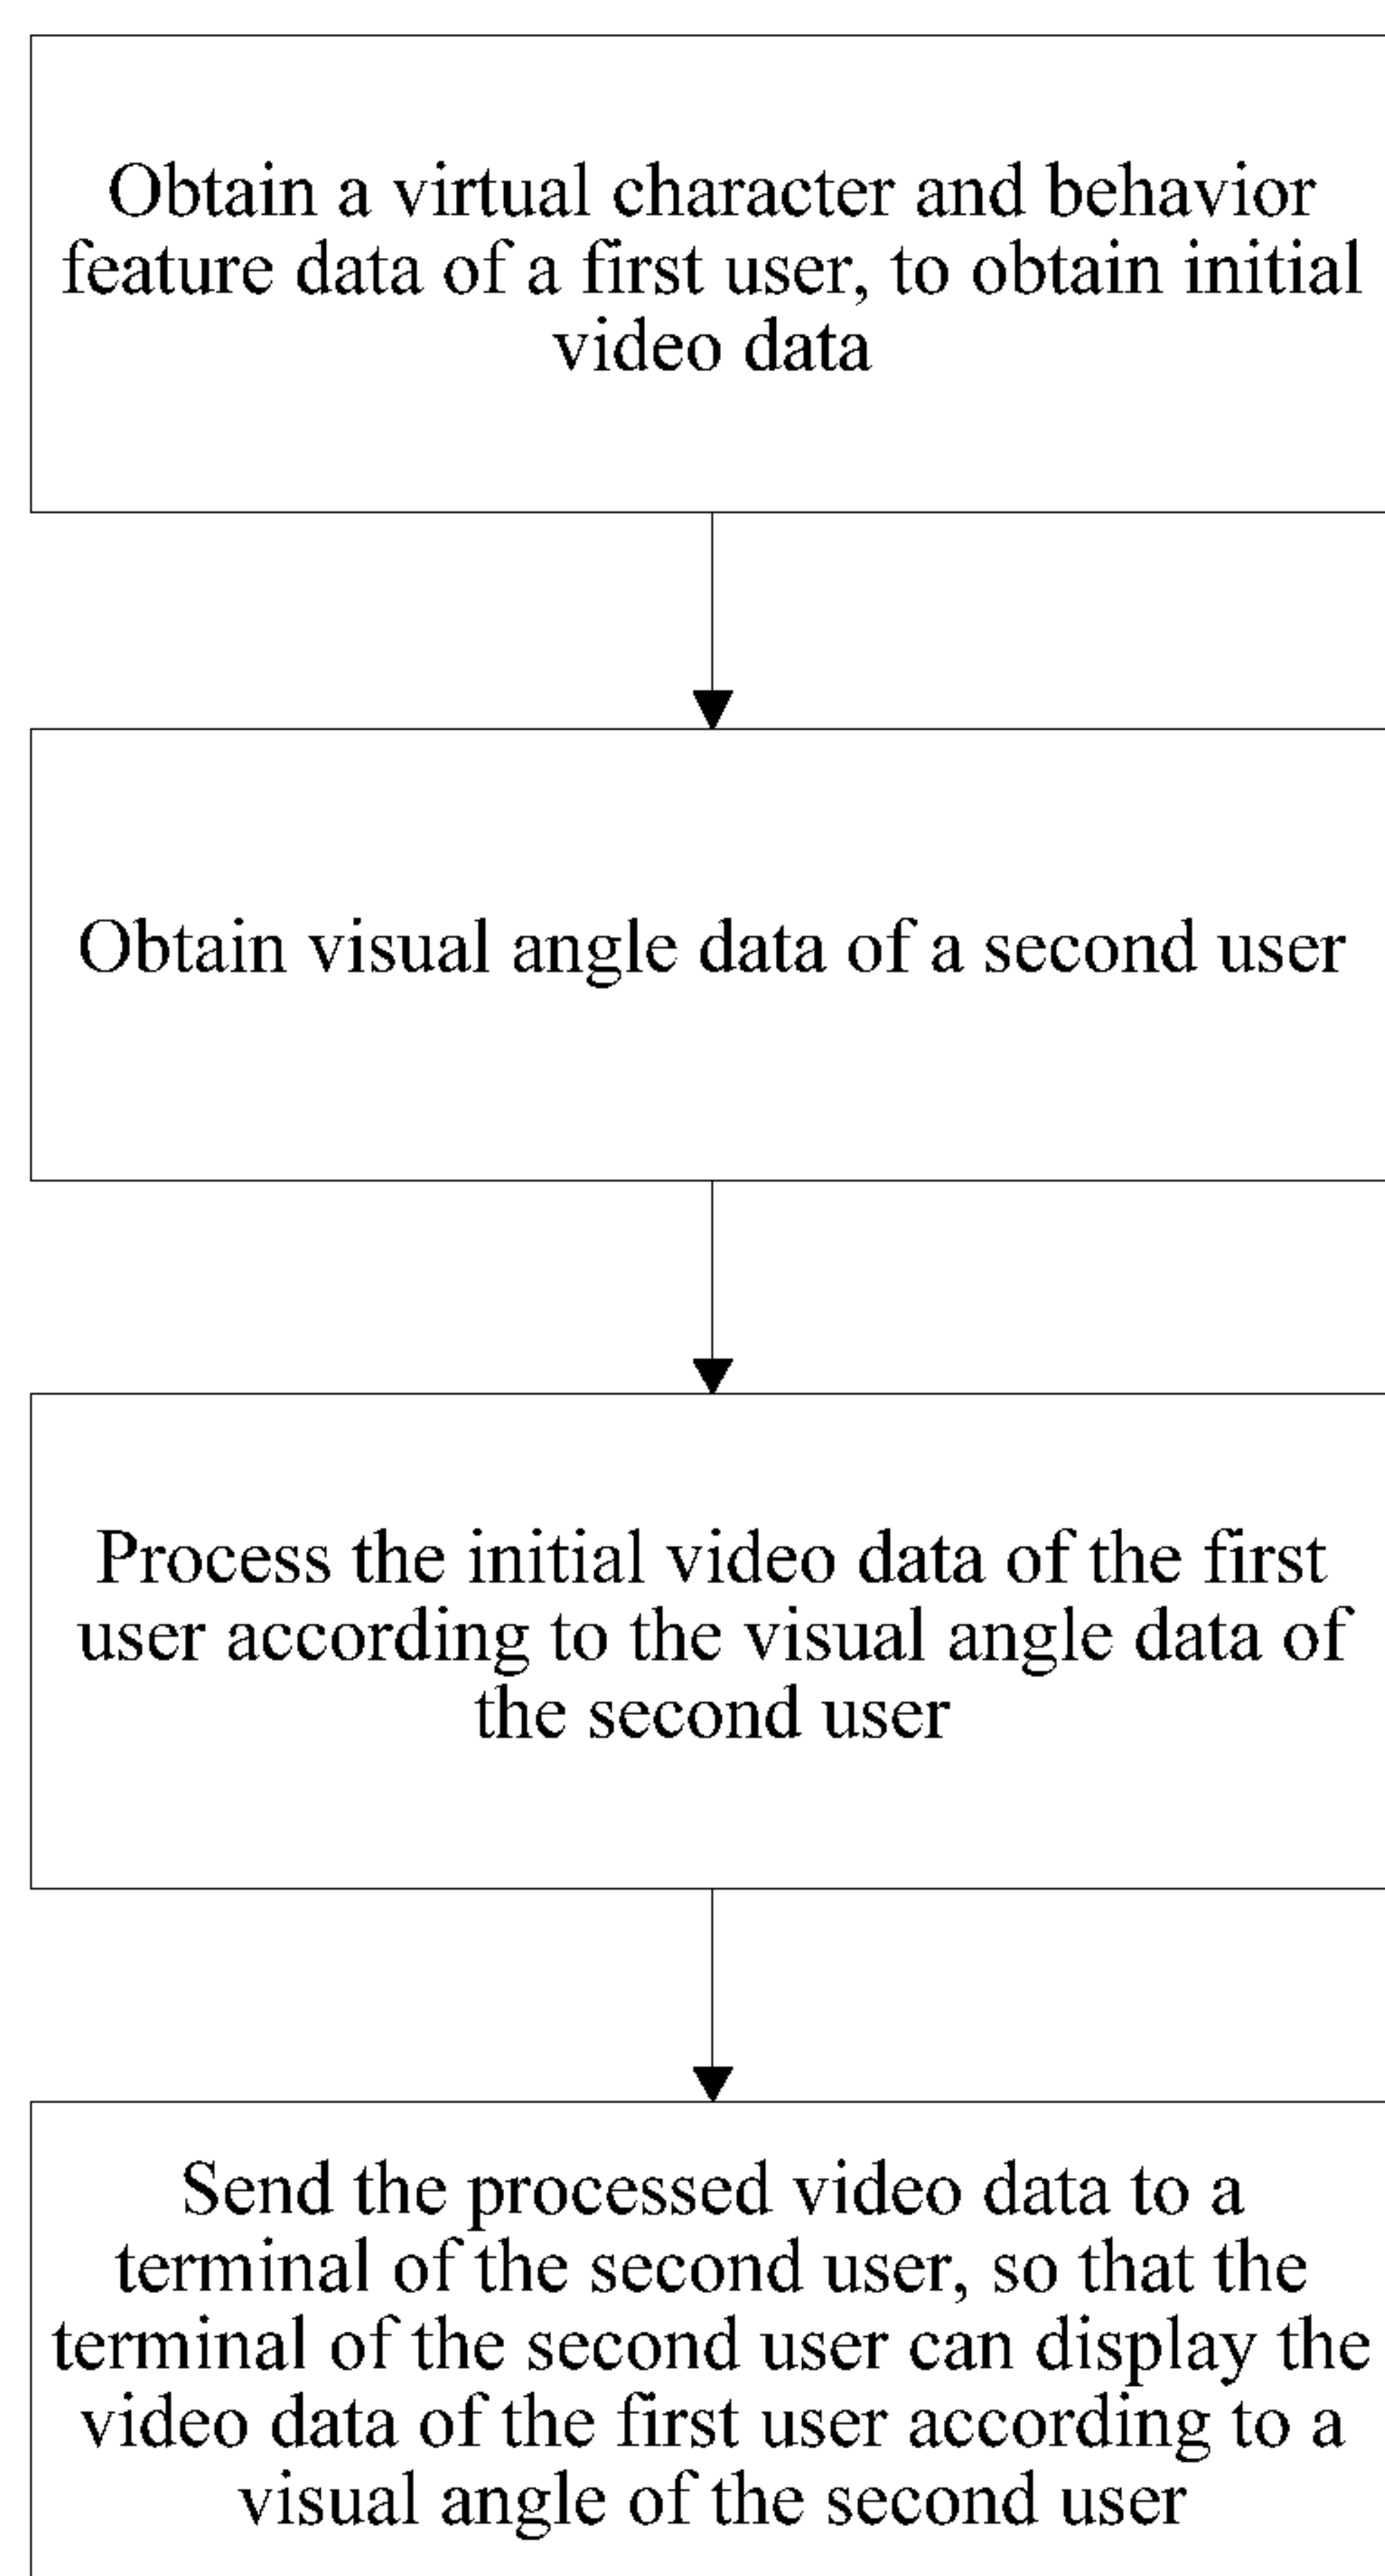 Obtain a virtual character and behavior
feature data of a first user, to obtain initial
video data
Obtain visual angle data of a second user
Process the initial video data of the first
user according to the visual angle data of
the second user
Send the processed video data to a
terminal of the second user, so that the
terminal of the second user can display the
video data of the first user according to a
visual angle of the second user